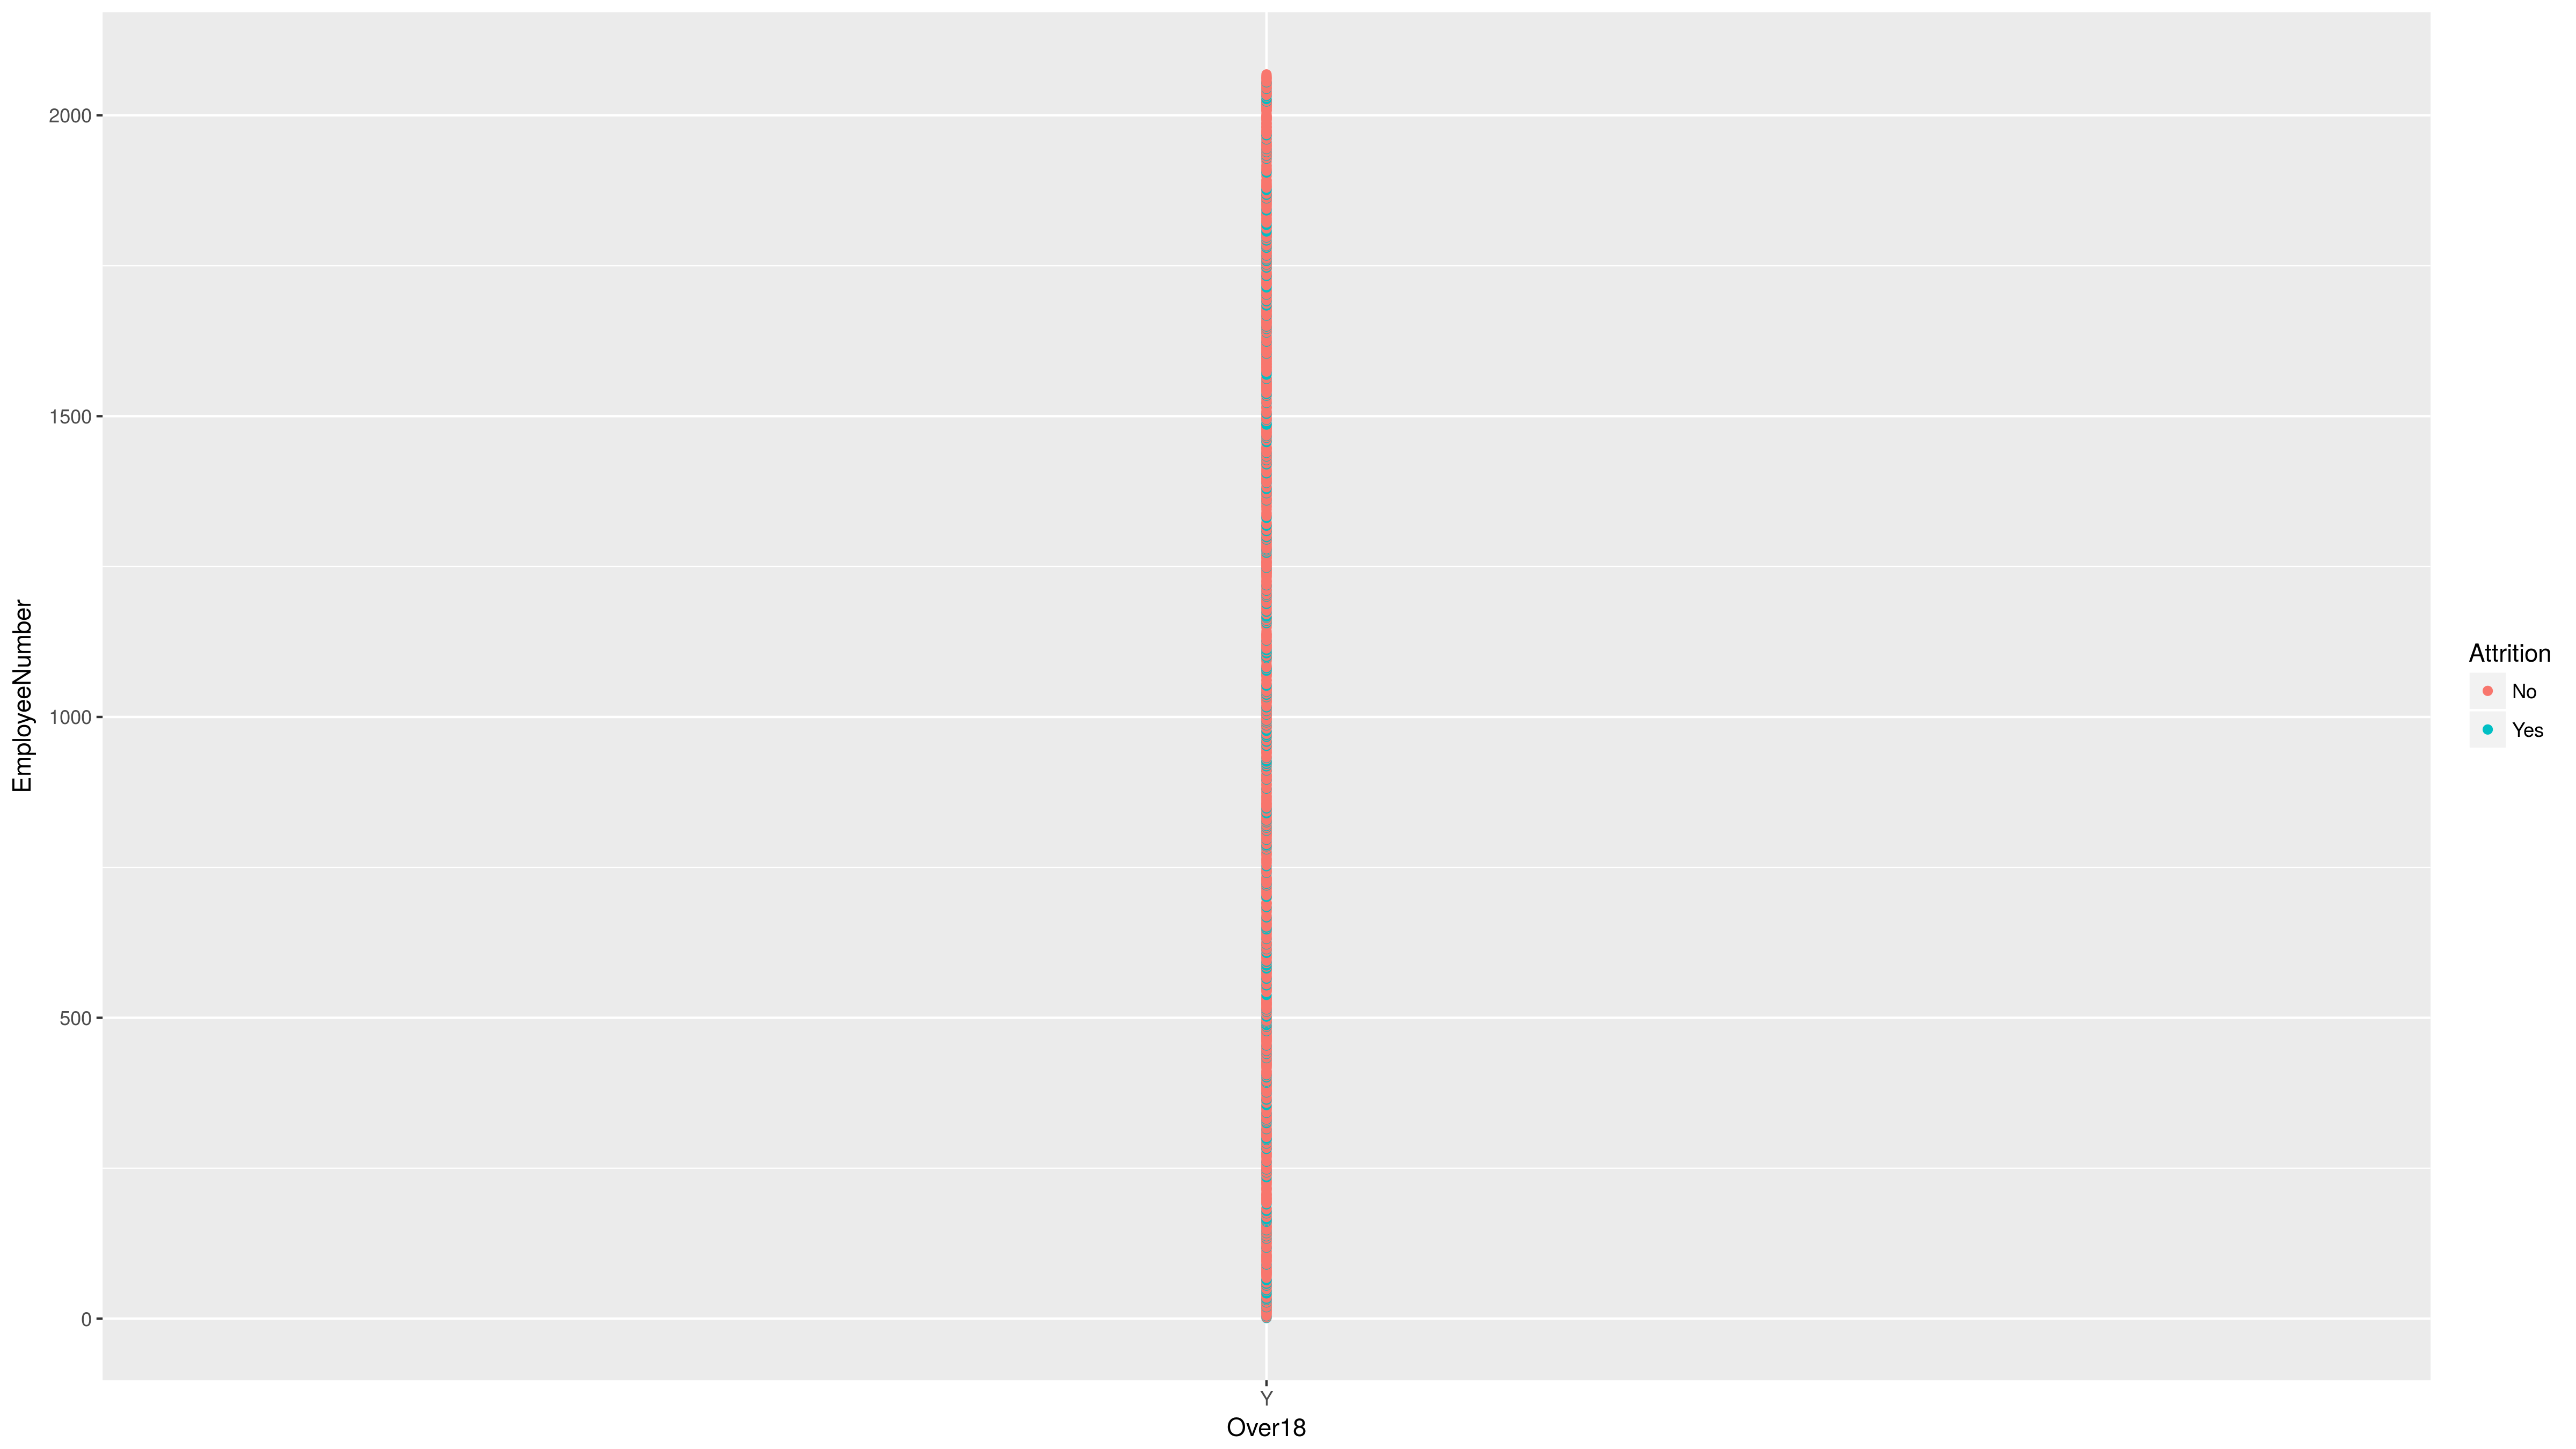 2000
1500
1000
500
0
EmployeeNumber
Y
Over18
Attrition
No
Yes